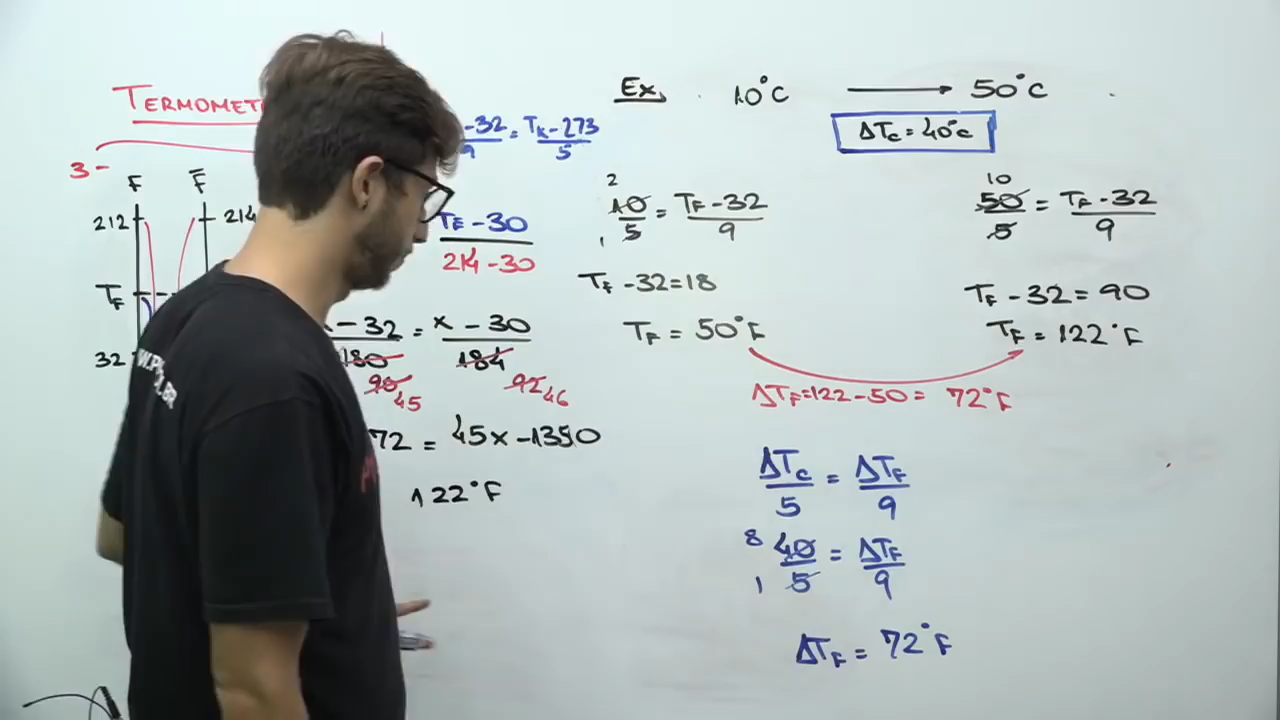 TERMOMET
-32/9 = TK-273/5
3-
F F̄
212 214
TF
32
TF̄ -30 / 214-30
-32/180 = x-30/184
90 45 92 46
72 = 45x -1350
122°F
Ex. 10°C → 50°C
ΔTC = 40°C
2 10/5 = TF-32/9
1
TF -32=18
TF = 50°F
10 50/5 = TF-32/9
TF -32=90
TF = 122°F
ΔTF=122-50= 72°F
ΔTC/5 = ΔTF/9
8 40/5 = ΔTF/9
1
ΔTF = 72°F